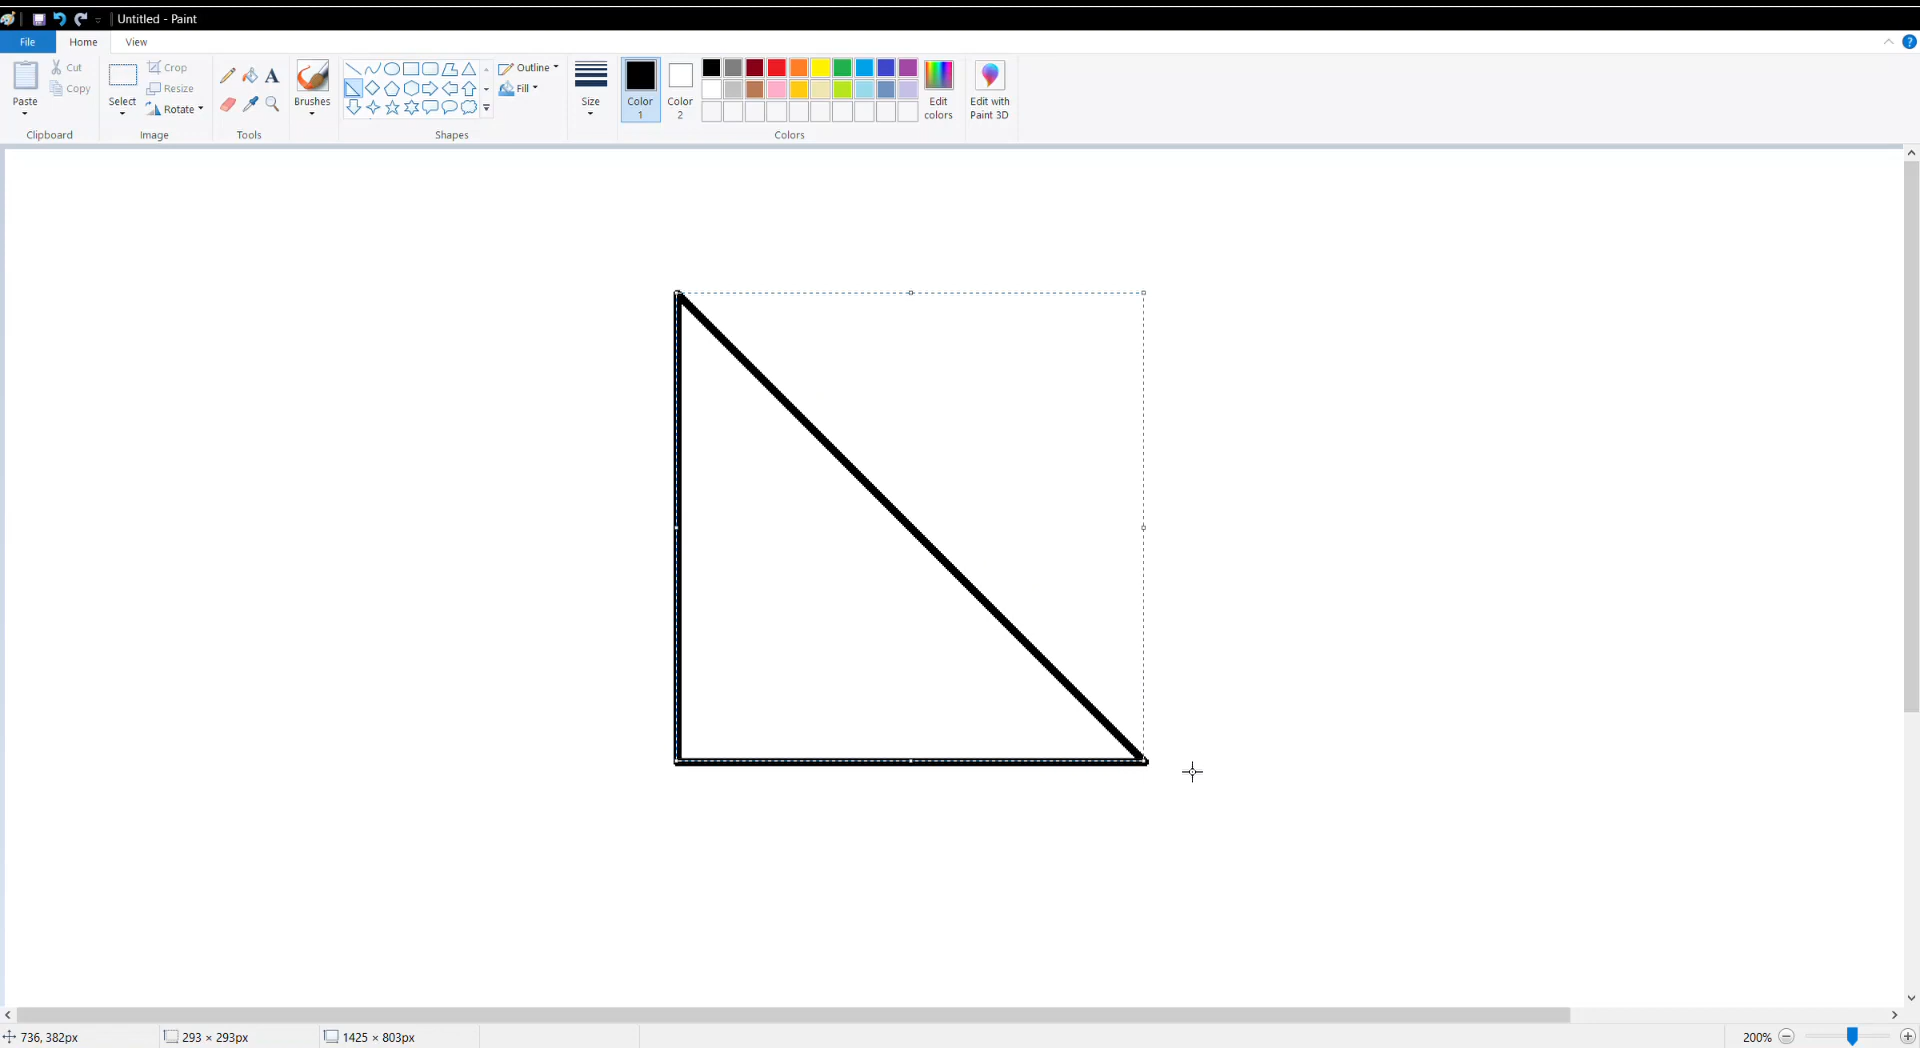 Untitled - Paint
File Home View
Paste
Cut
Copy
Clipboard
Select
Crop
Resize
Rotate
Image
Tools
Brushes
Shapes
Outline
Fill
Size
Color
1
Color
2
Colors
Edit
colors
Edit with
Paint 3D
736, 382px 293 × 293px 1425 × 803px 200%